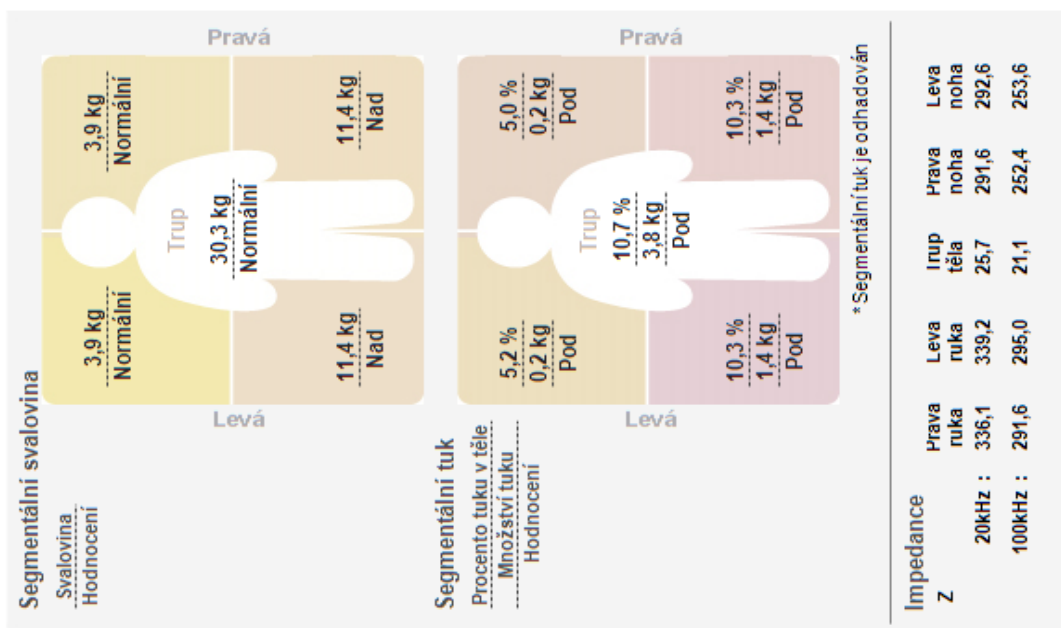 Segmentální svalovina
Svalovina
Hodnocení
Levá
Pravá
3,9 kg
Normální
3,9 kg
Normální
Trup
30,3 kg
Normální
11,4 kg
Nad
11,4 kg
Nad
Segmentální tuk
Procento tuku v těle
Množství tuku
Hodnocení
Levá
Pravá
5,2 %
0,2 kg
Pod
5,0 %
0,2 kg
Pod
Trup
10,7 %
3,8 kg
Pod
10,3 %
1,4 kg
Pod
10,3 %
1,4 kg
Pod
*Segmentální tuk je odhadován
Impedance
Z Prava ruka Leva ruka Trup těla Prava noha Leva noha
20kHz : 336,1 339,2 25,7 291,6 292,6
100kHz : 291,6 295,0 21,1 252,4 253,6